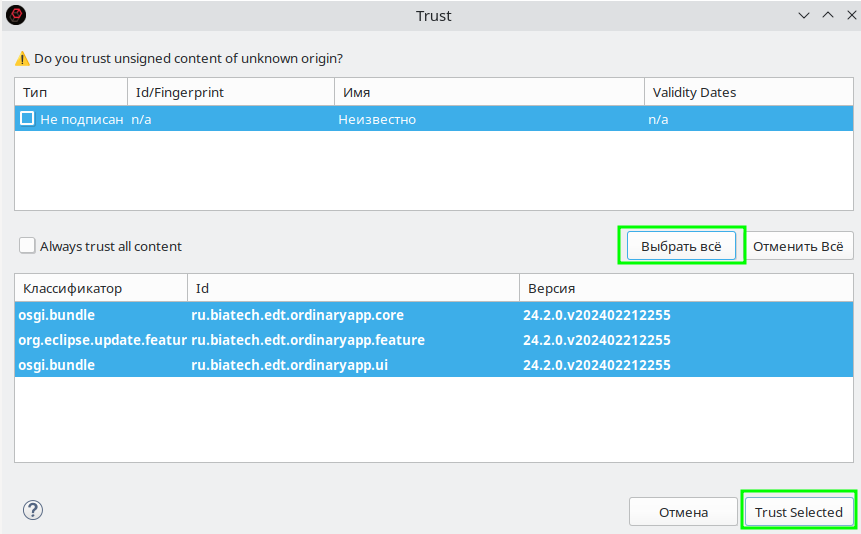 Trust
Do you trust unsigned content of unknown origin?
Тип Id/Fingerprint Имя Validity Dates
Не подписан n/a Неизвестно n/a
Always trust all content Выбрать всё Отменить Всё
Классификатор Id Версия
osgi.bundle ru.biatech.edt.ordinaryapp.core 24.2.0.v202402212255
org.eclipse.update.featur ru.biatech.edt.ordinaryapp.feature 24.2.0.v202402212255
osgi.bundle ru.biatech.edt.ordinaryapp.ui 24.2.0.v202402212255
? Отмена Trust Selected